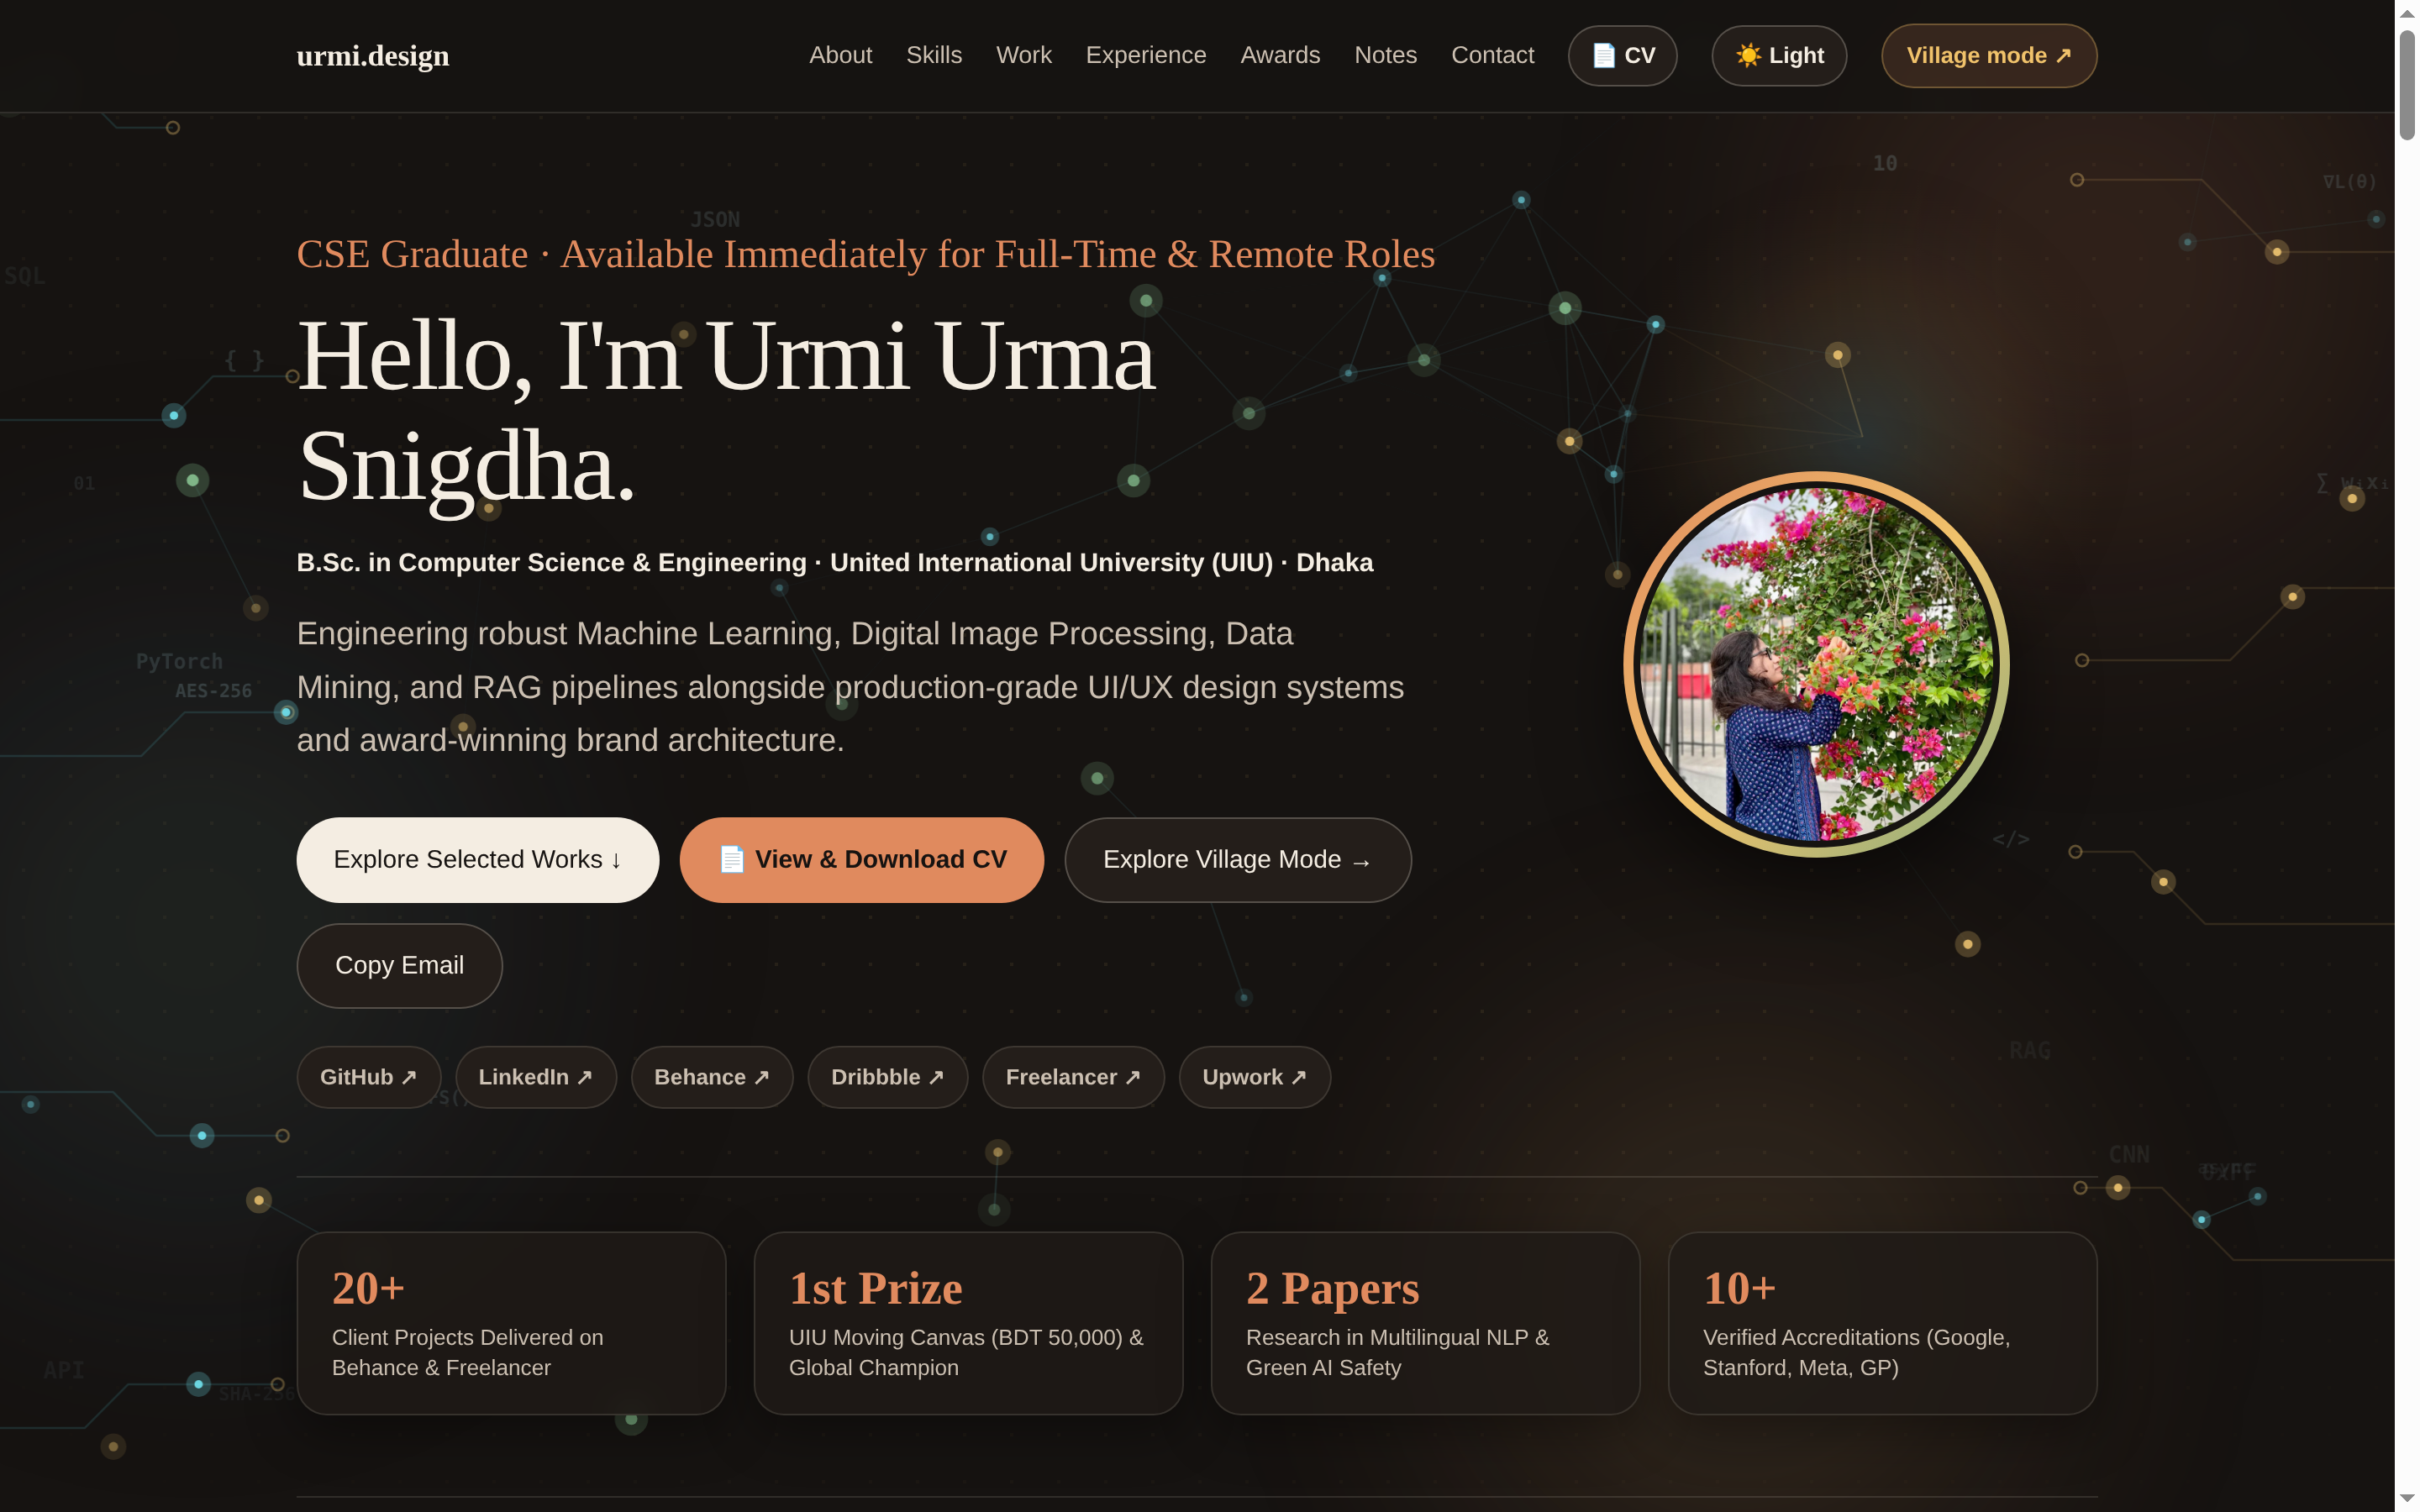 urmi.design
About Skills Work Experience Awards Notes Contact 📄 CV ☀️ Light Village mode ↗
10
∇L(θ)
JSON
CSE Graduate · Available Immediately for Full-Time & Remote Roles
SQL
Hello, I'm Urmi Urma
{ }
Snigdha.
01
∑ wᵢxᵢ
B.Sc. in Computer Science & Engineering · United International University (UIU) · Dhaka
Engineering robust Machine Learning, Digital Image Processing, Data
PyTorch
Mining, and RAG pipelines alongside production-grade UI/UX design systems
AES-256
and award-winning brand architecture.
</>
Explore Selected Works ↓ 📄 View & Download CV Explore Village Mode →
Copy Email
RAG
GitHub ↗ LinkedIn ↗ Behance ↗ Dribbble ↗ Freelancer ↗ Upwork ↗
CNN
20+
Client Projects Delivered on
Behance & Freelancer
1st Prize
UIU Moving Canvas (BDT 50,000) &
Global Champion
2 Papers
Research in Multilingual NLP &
Green AI Safety
10+
Verified Accreditations (Google,
Stanford, Meta, GP)
API
SHA-256